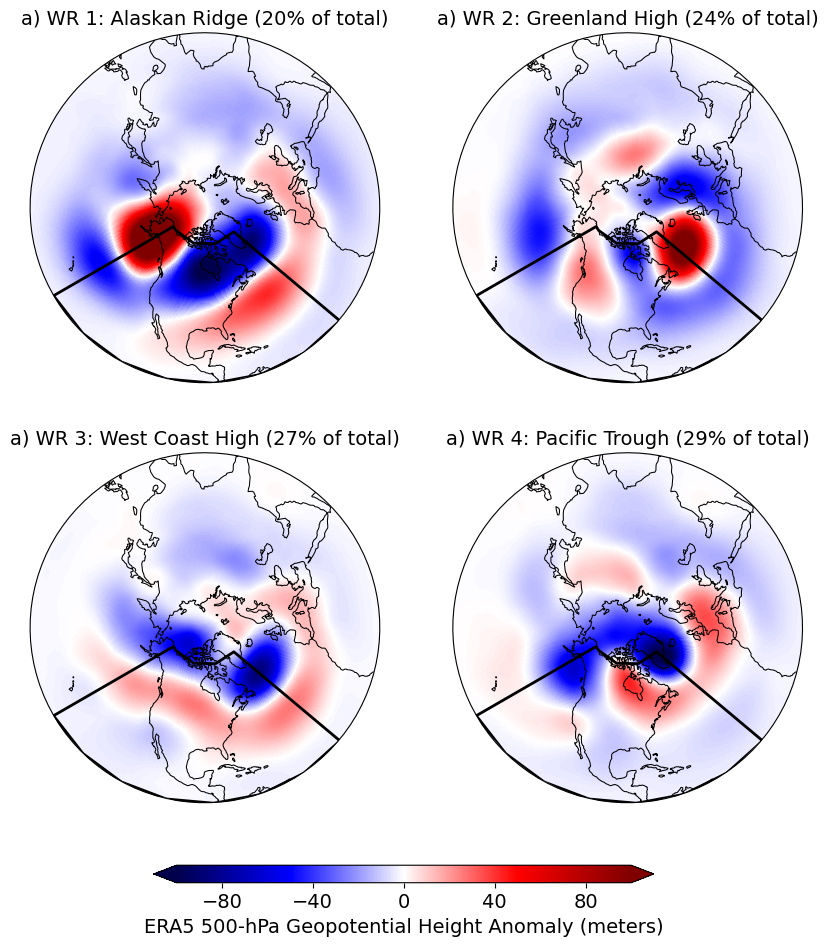 a) WR 1: Alaskan Ridge (20% of total)
a) WR 2: Greenland High (24% of total)
a) WR 3: West Coast High (27% of total)
a) WR 4: Pacific Trough (29% of total)
−80 −40 0 40 80
ERA5 500-hPa Geopotential Height Anomaly (meters)